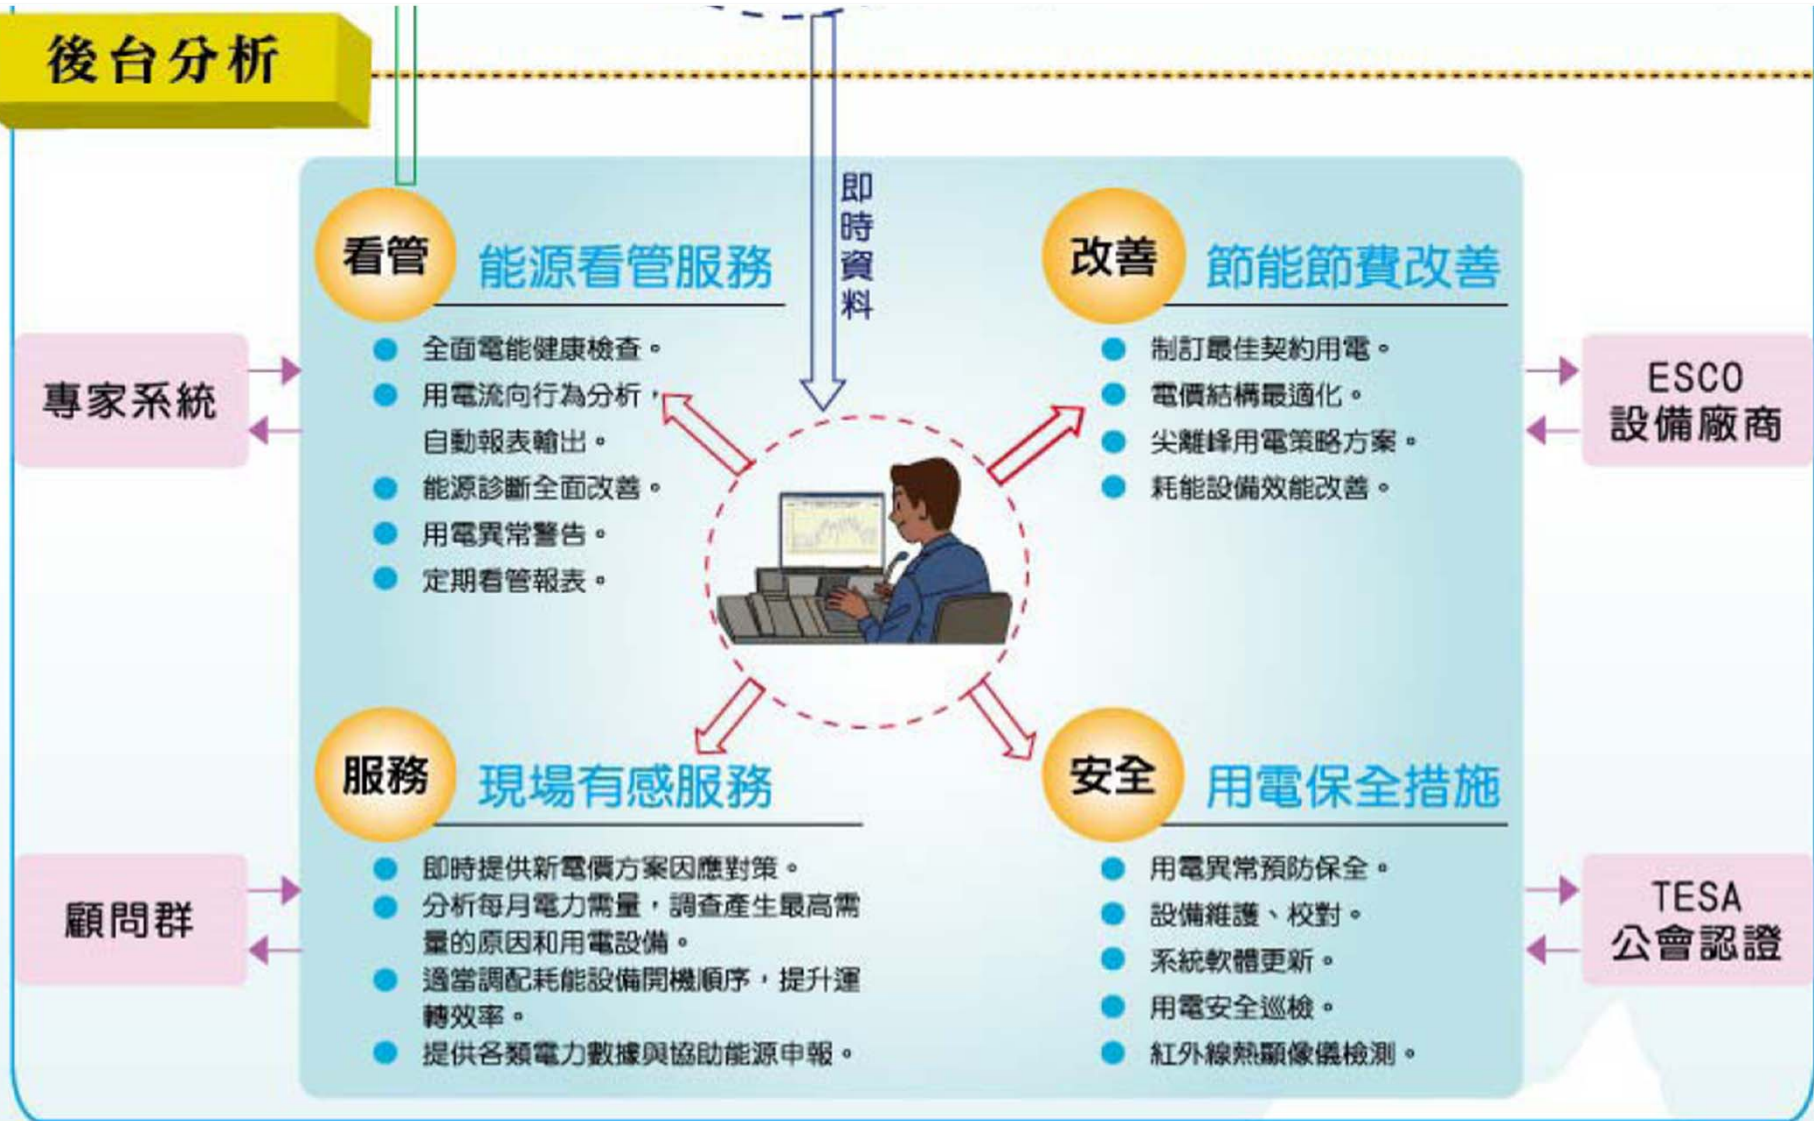 後台分析
即時資料
看管
能源看管服務
全面電能健康檢查。
用電流向行為分析，
自動報表輸出。
能源診斷全面改善。
用電異常警告。
定期看管報表。
改善
節能節費改善
制訂最佳契約用電。
電價結構最適化。
尖離峰用電策略方案。
耗能設備效能改善。
專家系統
ESCO
設備廠商
服務
現場有感服務
即時提供新電價方案因應對策。
分析每月電力需量，調查產生最高需
量的原因和用電設備。
適當調配耗能設備開機順序，提升運
轉效率。
提供各類電力數據與協助能源申報。
安全
用電保全措施
用電異常預防保全。
設備維護、校對。
系統軟體更新。
用電安全巡檢。
紅外線熱顯像儀檢測。
顧問群
TESA
公會認證